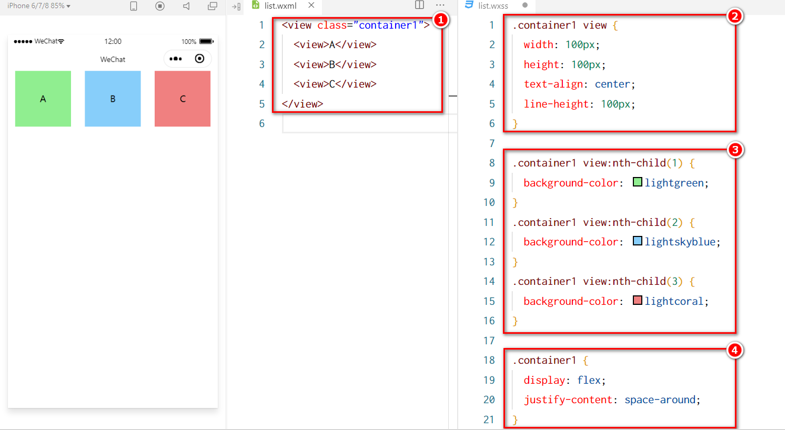 iPhone 6/7/8 85%
WeChat
12:00
100%
WeChat
A
B
C
list.wxml
1
1 <view class="container1">
2 <view>A</view>
3 <view>B</view>
4 <view>C</view>
5 </view>
6
list.wxss
2
1 .container1 view {
2 width: 100px;
3 height: 100px;
4 text-align: center;
5 line-height: 100px;
6 }
7
3
8 .container1 view:nth-child(1) {
9 background-color: lightgreen;
10 }
11 .container1 view:nth-child(2) {
12 background-color: lightskyblue;
13 }
14 .container1 view:nth-child(3) {
15 background-color: lightcoral;
16 }
17
4
18 .container1 {
19 display: flex;
20 justify-content: space-around;
21 }